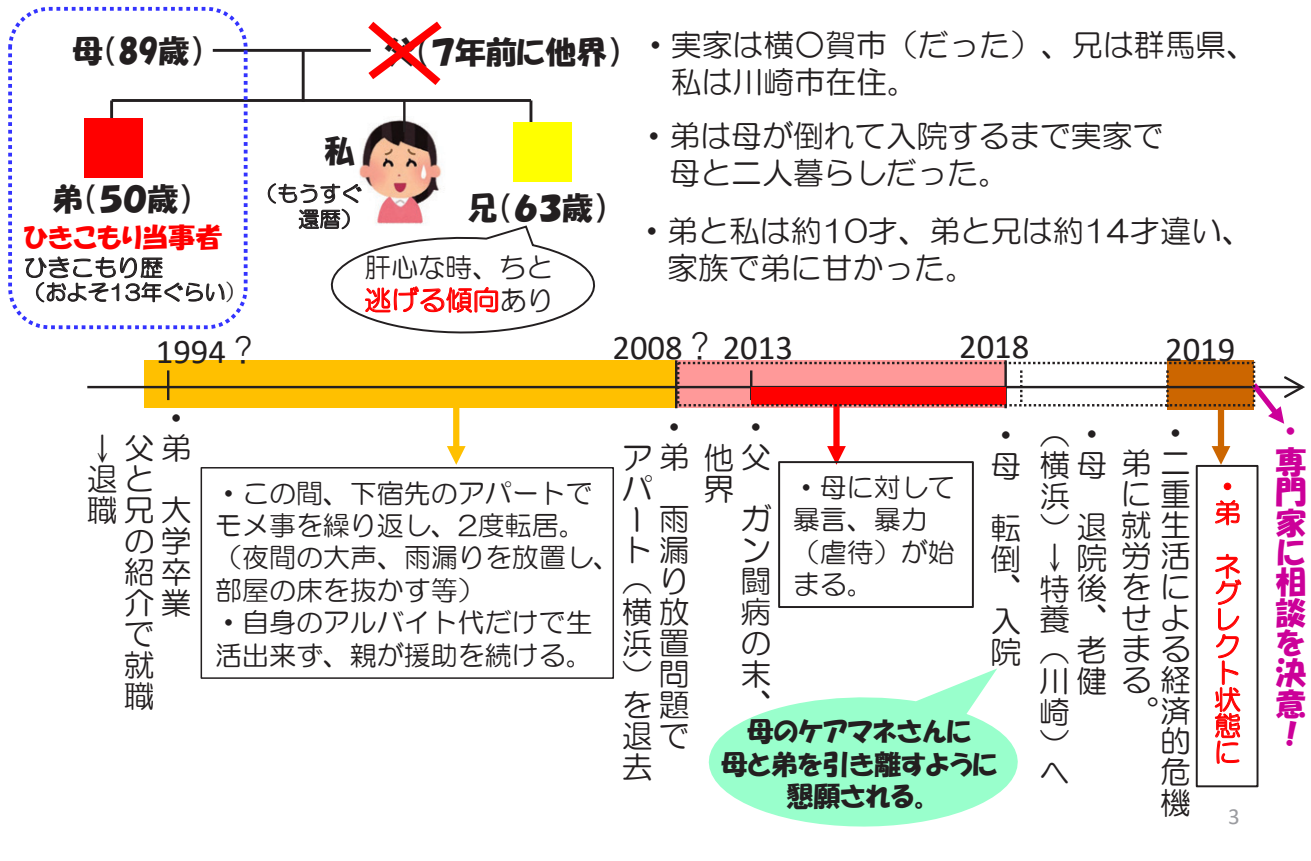 母(89歳)
(7年前に他界)
弟(50歳)
ひきこもり当事者
ひきこもり歴
(およそ13年ぐらい)
私
(もうすぐ
還暦)
兄(63歳)
肝心な時、ちと
逃げる傾向あり
・実家は横〇賀市(だった)、兄は群馬県、
私は川崎市在住。
・弟は母が倒れて入院するまで実家で
母と二人暮らしだった。
・弟と私は約10才、弟と兄は約14才違い、
家族で弟に甘かった。
1994?
2008?
2013
2018
2019
・弟 大学卒業
父と兄の紹介で就職
→退職
・この間、下宿先のアパートで
モメ事を繰り返し、2度転居。
(夜間の大声、雨漏りを放置し、
部屋の床を抜かす等)
・自身のアルバイト代だけで生
活出来ず、親が援助を続ける。
・弟 雨漏り放置問題で
アパート(横浜)を退去
・父 ガン闘病の末、
他界
・母に対して
暴言、暴力
(虐待)が始
まる。
・母 転倒、入院
母のケアマネさんに
母と弟を引き離すように
懇願される。
・母 退院後、老健
(横浜)→特養(川崎)へ
・二重生活による経済的危機
弟に就労をせまる。
・弟 ネグレクト状態に
・専門家に相談を決意!
3